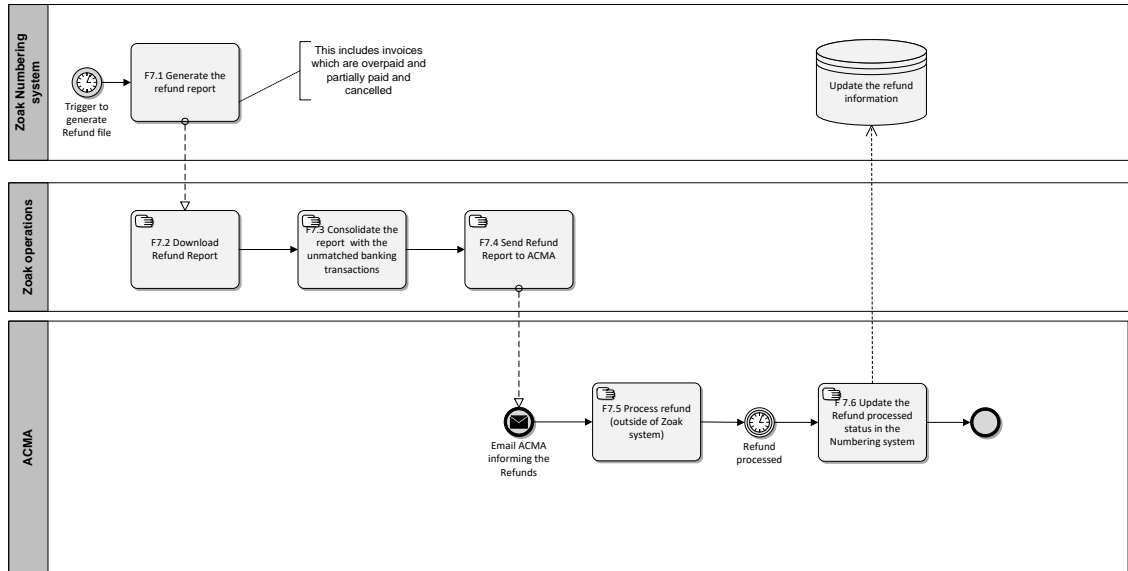 Zoak Numbering
system
Trigger to
generate
Refund file
F7.1 Generate the
refund report
This includes invoices
which are overpaid and
partially paid and
cancelled
Update the refund
information
Zoak operations
F7.2 Download
Refund Report
F7.3 Consolidate the
report with the
unmatched banking
transactions
F7.4 Send Refund
Report to ACMA
ACMA
Email ACMA
informing the
Refunds
F7.5 Process refund
(outside of Zoak
system)
Refund
processed
F 7.6 Update the
Refund processed
status in the
Numbering system